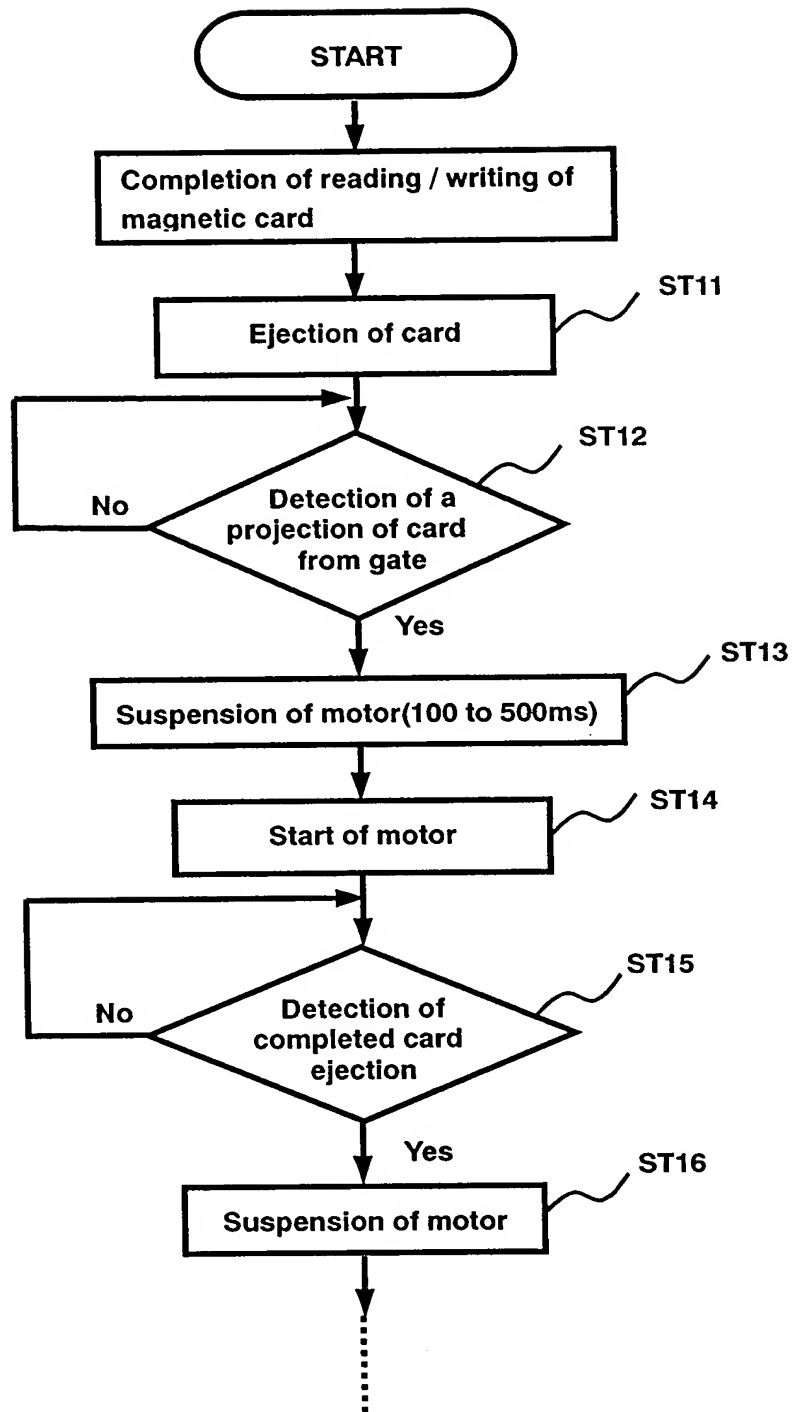 START
Completion of reading / writing of
magnetic card
ST11
Ejection of card
ST12
No
Detection of a
projection of card
from gate
Yes
ST13
Suspension of motor(100 to 500ms)
ST14
Start of motor
ST15
No
Detection of
completed card
ejection
Yes
ST16
Suspension of motor